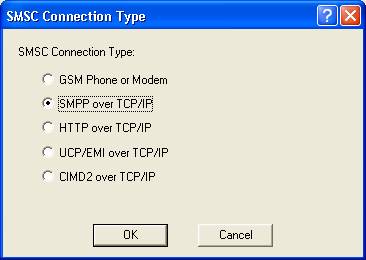 SMSC Connection Type
SMSC Connection Type:
GSM Phone or Modem
SMPP over TCP/IP
HTTP over TCP/IP
UCP/EMI over TCP/IP
CIMD2 over TCP/IP
OK Cancel